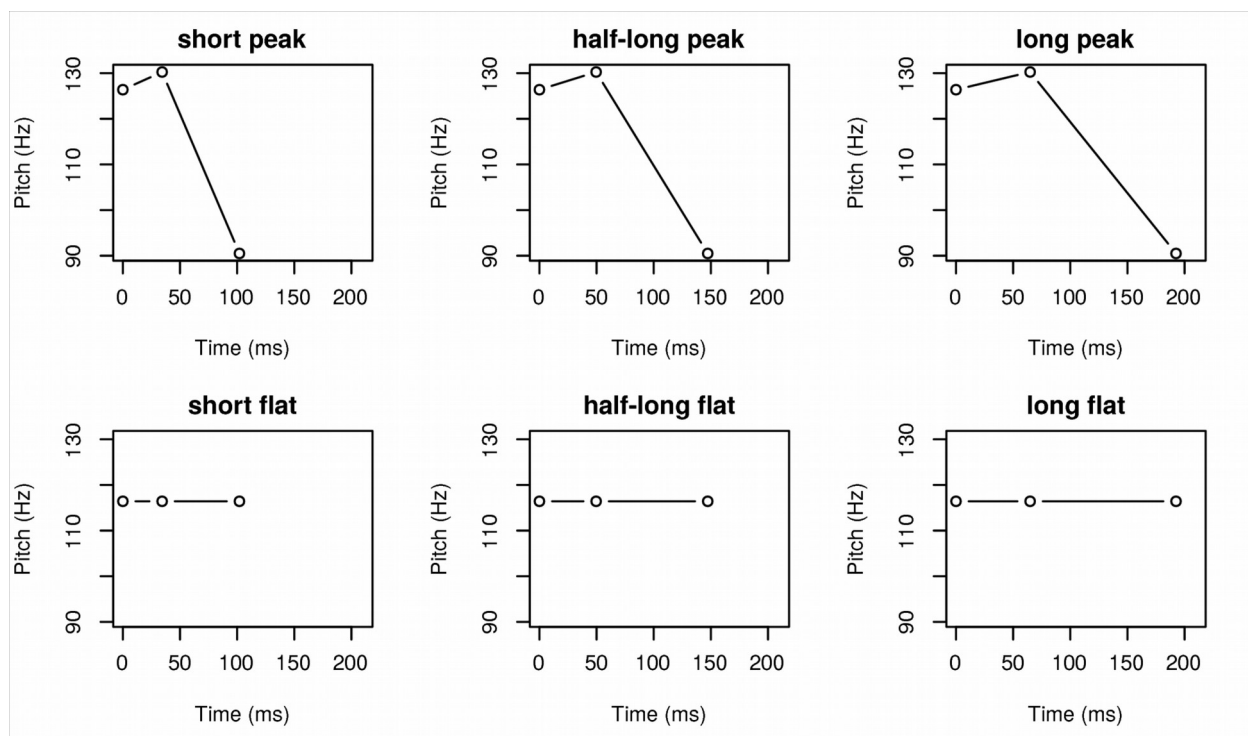 short peak
130
110
90
Pitch (Hz)
0 50 100 150 200
Time (ms)
half-long peak
130
110
90
Pitch (Hz)
0 50 100 150 200
Time (ms)
long peak
130
110
90
Pitch (Hz)
0 50 100 150 200
Time (ms)
short flat
130
110
90
Pitch (Hz)
0 50 100 150 200
Time (ms)
half-long flat
130
110
90
Pitch (Hz)
0 50 100 150 200
Time (ms)
long flat
130
110
90
Pitch (Hz)
0 50 100 150 200
Time (ms)